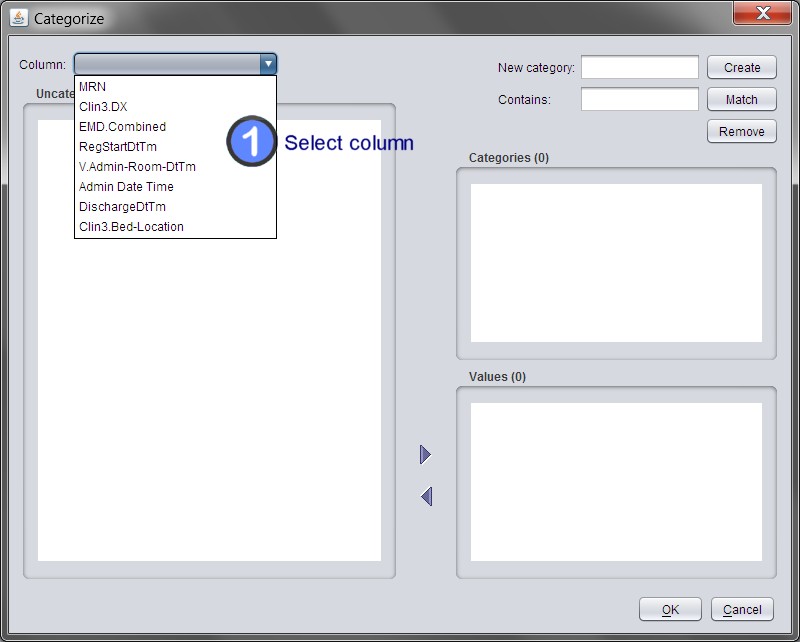 Categorize
Column:
MRN
Clin3.DX
EMD.Combined
RegStartDtTm
V.Admin-Room-DtTm
Admin Date Time
DischargeDtTm
Clin3.Bed-Location
1 Select column
New category:
Create
Contains:
Match
Remove
Categories (0)
Values (0)
OK
Cancel